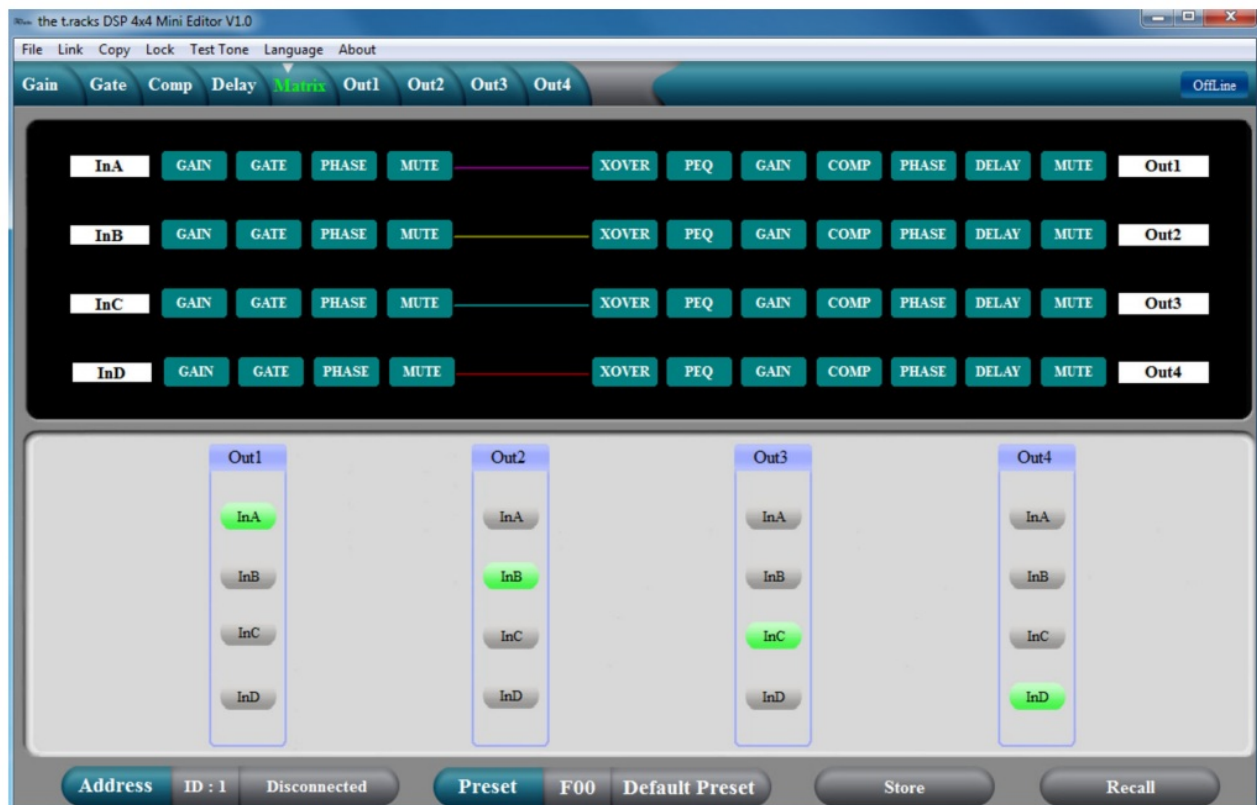 the t.racks DSP 4x4 Mini Editor V1.0
File Link Copy Lock Test Tone Language About
Gain Gate Comp Delay Matrix Out1 Out2 Out3 Out4 OffLine
InA GAIN GATE PHASE MUTE XOVER PEQ GAIN COMP PHASE DELAY MUTE Out1
InB GAIN GATE PHASE MUTE XOVER PEQ GAIN COMP PHASE DELAY MUTE Out2
InC GAIN GATE PHASE MUTE XOVER PEQ GAIN COMP PHASE DELAY MUTE Out3
InD GAIN GATE PHASE MUTE XOVER PEQ GAIN COMP PHASE DELAY MUTE Out4
Out1 Out2 Out3 Out4
InA InA InA InA
InB InB InB InB
InC InC InC InC
InD InD InD InD
Address ID : 1 Disconnected Preset F00 Default Preset Store Recall